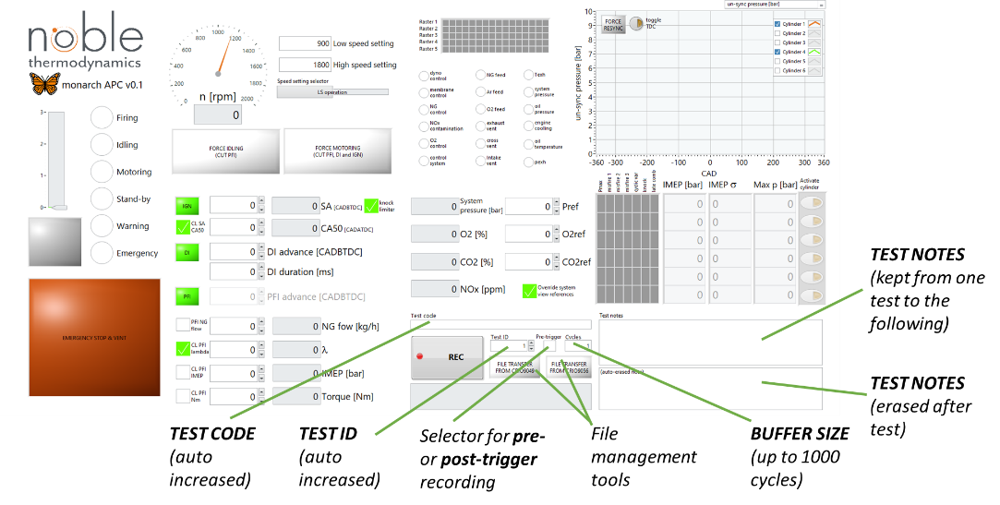 noble
thermodynamics
monarch APC v0.1
3
2
1
0
Firing
Idling
Motoring
Stand-by
Warning
Emergency
EMERGENCY STOP & VENT
0
200
400
600
800
1000
1200
1400
1600
1800
2000
n [rpm]
0
900 Low speed setting
1800 High speed setting
Speed setting selector
LS operation
FORCE IDLING
(CUT PFI)
FORCE MOTORING
(CUT PFI, DI and IGN)
Raster 1
Raster 2
Raster 3
Raster 4
Raster 5
dyno
control
membrane
control
NG
control
NOx
contamination
O2
control
control
system
NG feed
Ar feed
O2 feed
exhaust
vent
cross
vent
Intake
vent
Texh
system
pressure
oil
pressure
engine
cooling
oil
temperature
pexh
un-sync pressure [bar]
FORCE
RESYNC
toggle
TDC
Cylinder 1
Cylinder 2
Cylinder 3
Cylinder 4
Cylinder 5
Cylinder 6
un-sync pressure [bar]
10
9
8
7
6
5
4
3
2
1
0
-360 -300 -200 -100 0 100 200 300 360
CAD
IGN 0 0 SA [CADBTDC] knock
limiter
CL SA
CA50 0 0 CA50 [CADATDC]
DI 0 DI advance [CADBTDC]
0 DI duration [ms]
PFI 0 PFI advance [CADBTDC]
PFI NG
flow 0 0 NG fow [kg/h]
CL PFI
lambda 0 0 λ
CL PFI
IMEP 0 0 IMEP [bar]
CL PFI
Nm 0 0 Torque [Nm]
0 System
pressure [bar] 0 Pref
0 O2 [%] 0 O2ref
0 CO2 [%] 0 CO2ref
0 NOx [ppm] Override system
view references
Pmax
misfire 1
misfire 2
misfire 3
cyclic var
knock
late comb
IMEP [bar] IMEP σ Max p [bar] Activate
cylinder
0 0 0
0 0 0
0 0 0
0 0 0
0 0 0
0 0 0
Test code
REC
Test ID
1
Pre-trigger
Cycles
1
FILE TRANSFER
FROM CRIO9049
FILE TRANSFER
FROM CRIO9056
Test notes
(auto-erased note)
TEST CODE
(auto
increased)
TEST ID
(auto
increased)
Selector for pre-
or post-trigger
recording
File
management
tools
BUFFER SIZE
(up to 1000
cycles)
TEST NOTES
(kept from one
test to the
following)
TEST NOTES
(erased after
test)